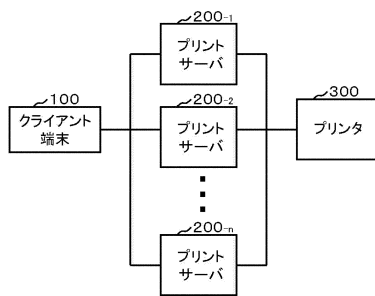 200-1
プリント
サーバ
100
クライアント
端末
200-2
プリント
サーバ
300
プリンタ
200-n
プリント
サーバ